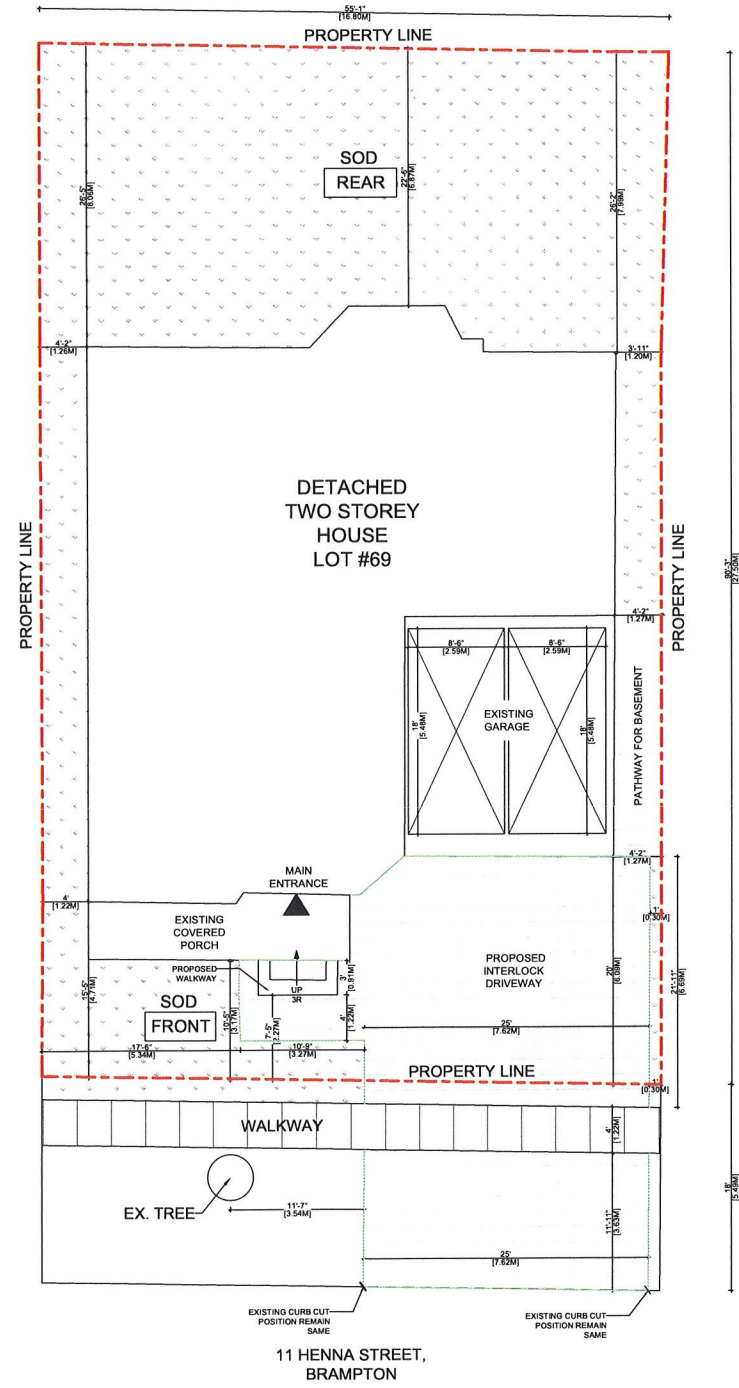 55'-1"
[16.80M]
PROPERTY LINE
SOD
REAR
26'-5"
[8.06M]
22'-6"
[6.87M]
26'-2"
[7.99M]
4'-2"
[1.26M]
3'-11"
[1.20M]
DETACHED
TWO STOREY
HOUSE
LOT #69
PROPERTY LINE
PROPERTY LINE
90'-3"
[27.50M]
4'-2"
[1.27M]
8'-6"
[2.59M]
8'-6"
[2.59M]
EXISTING
GARAGE
18'
[5.48M]
18'
[5.48M]
PATHWAY FOR BASEMENT
4'-2"
[1.27M]
MAIN
ENTRANCE
4'
[1.22M]
EXISTING
COVERED
PORCH
1'
[0.30M]
PROPOSED
INTERLOCK
DRIVEWAY
20'
[6.09M]
21'-11"
[6.69M]
PROPOSED
WALKWAY
UP
3R
3'
[0.91M]
4'
[1.22M]
15'-5"
[4.71M]
SOD
FRONT
10'-5"
[3.17M]
7'-5"
[2.27M]
25'
[7.62M]
17'-6"
[5.34M]
10'-9"
[3.27M]
PROPERTY LINE
1'
[0.30M]
WALKWAY
4'
[1.22M]
EX. TREE
11'-7"
[3.54M]
11'-11"
[3.63M]
18'
[5.49M]
25'
[7.62M]
EXISTING CURB CUT
POSITION REMAIN
SAME
EXISTING CURB CUT
POSITION REMAIN
SAME
11 HENNA STREET,
BRAMPTON